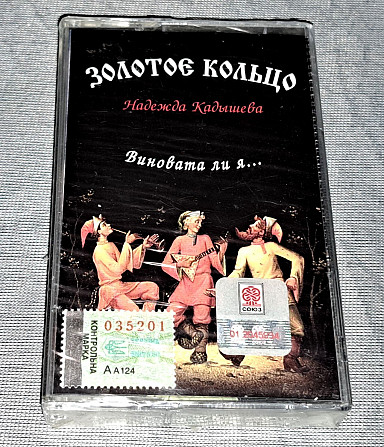 ЗОЛОТОЕ КОЛЬЦО
Надежда Кадышева
Виновата ли я...
СОЮЗ
035201
КОНТРОЛЬНА
МАРКА
А А124